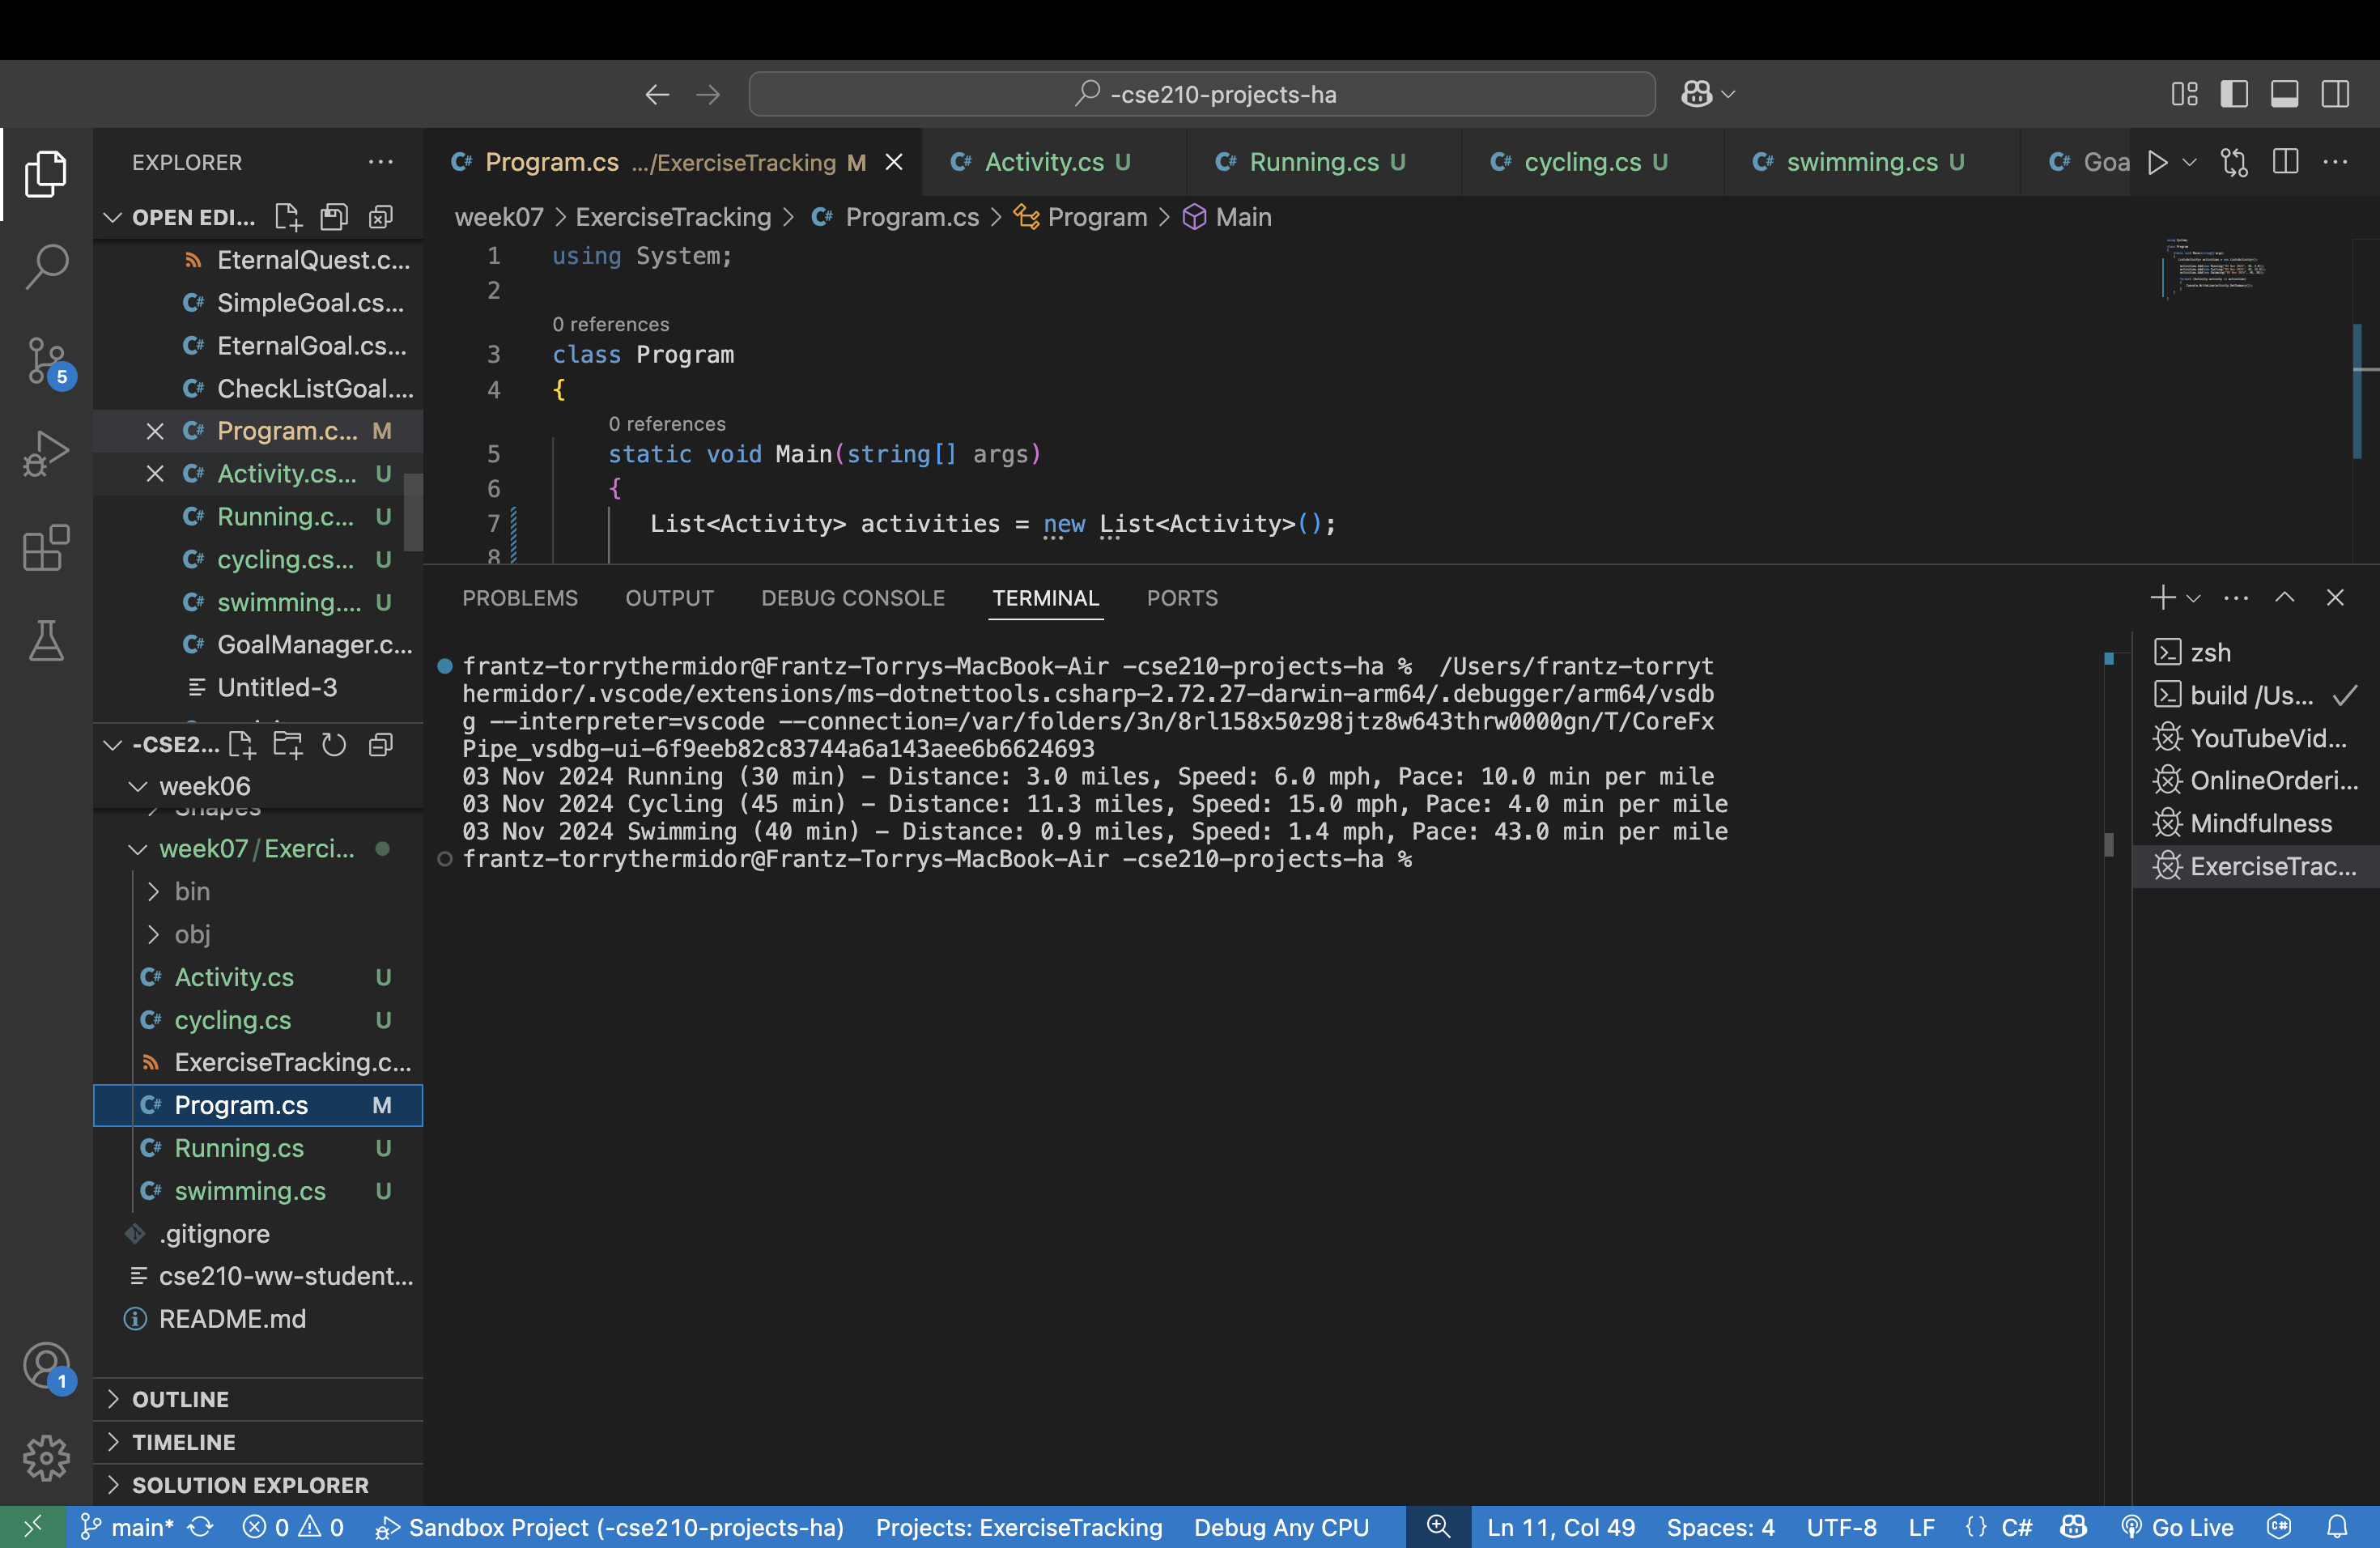 -cse210-projects-ha
EXPLORER
Program.cs .../ExerciseTracking M
Activity.cs U
Running.cs U
cycling.cs U
swimming.cs U
Goa
OPEN EDI...
EternalQuest.c...
SimpleGoal.cs...
EternalGoal.cs...
CheckListGoal....
Program.c... M
Activity.cs... U
Running.c... U
cycling.cs... U
swimming.... U
GoalManager.c...
Untitled-3
-CSE2...
week06
Shapes
week07/Exerci...
bin
obj
Activity.cs U
cycling.cs U
ExerciseTracking.c...
Program.cs M
Running.cs U
swimming.cs U
.gitignore
cse210-ww-student...
README.md
OUTLINE
TIMELINE
SOLUTION EXPLORER
5
1
week07 > ExerciseTracking > Program.cs > Program > Main
1 using System;
2
0 references
3 class Program
4 {
0 references
5 static void Main(string[] args)
6 {
7 List<Activity> activities = new List<Activity>();
8
PROBLEMS OUTPUT DEBUG CONSOLE TERMINAL PORTS
frantz-torrythermidor@Frantz-Torrys-MacBook-Air -cse210-projects-ha % /Users/frantz-torryt
hermidor/.vscode/extensions/ms-dotnettools.csharp-2.72.27-darwin-arm64/.debugger/arm64/vsdb
g --interpreter=vscode --connection=/var/folders/3n/8rl158x50z98jtz8w643thrw0000gn/T/CoreFx
Pipe_vsdbg-ui-6f9eeb82c83744a6a143aee6b6624693
03 Nov 2024 Running (30 min) - Distance: 3.0 miles, Speed: 6.0 mph, Pace: 10.0 min per mile
03 Nov 2024 Cycling (45 min) - Distance: 11.3 miles, Speed: 15.0 mph, Pace: 4.0 min per mile
03 Nov 2024 Swimming (40 min) - Distance: 0.9 miles, Speed: 1.4 mph, Pace: 43.0 min per mile
frantz-torrythermidor@Frantz-Torrys-MacBook-Air -cse210-projects-ha %
zsh
build /Us...
YouTubeVid...
OnlineOrderi...
Mindfulness
ExerciseTrac...
main* 0 0 Sandbox Project (-cse210-projects-ha) Projects: ExerciseTracking Debug Any CPU Ln 11, Col 49 Spaces: 4 UTF-8 LF {} C# Go Live